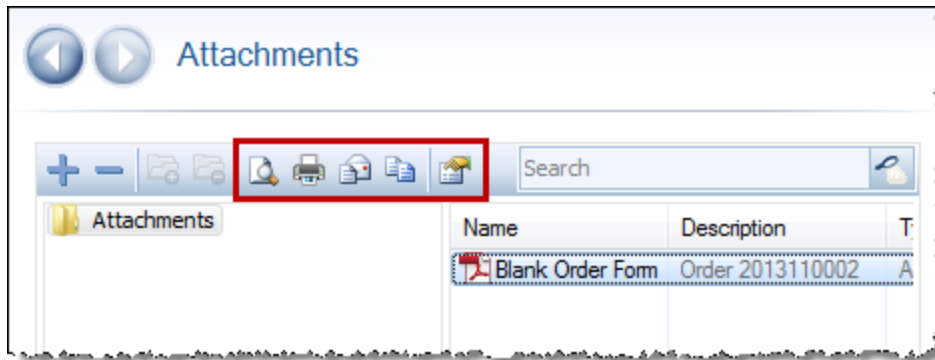 Attachments
Search
Attachments
Name Description
Blank Order Form Order 2013110002 A